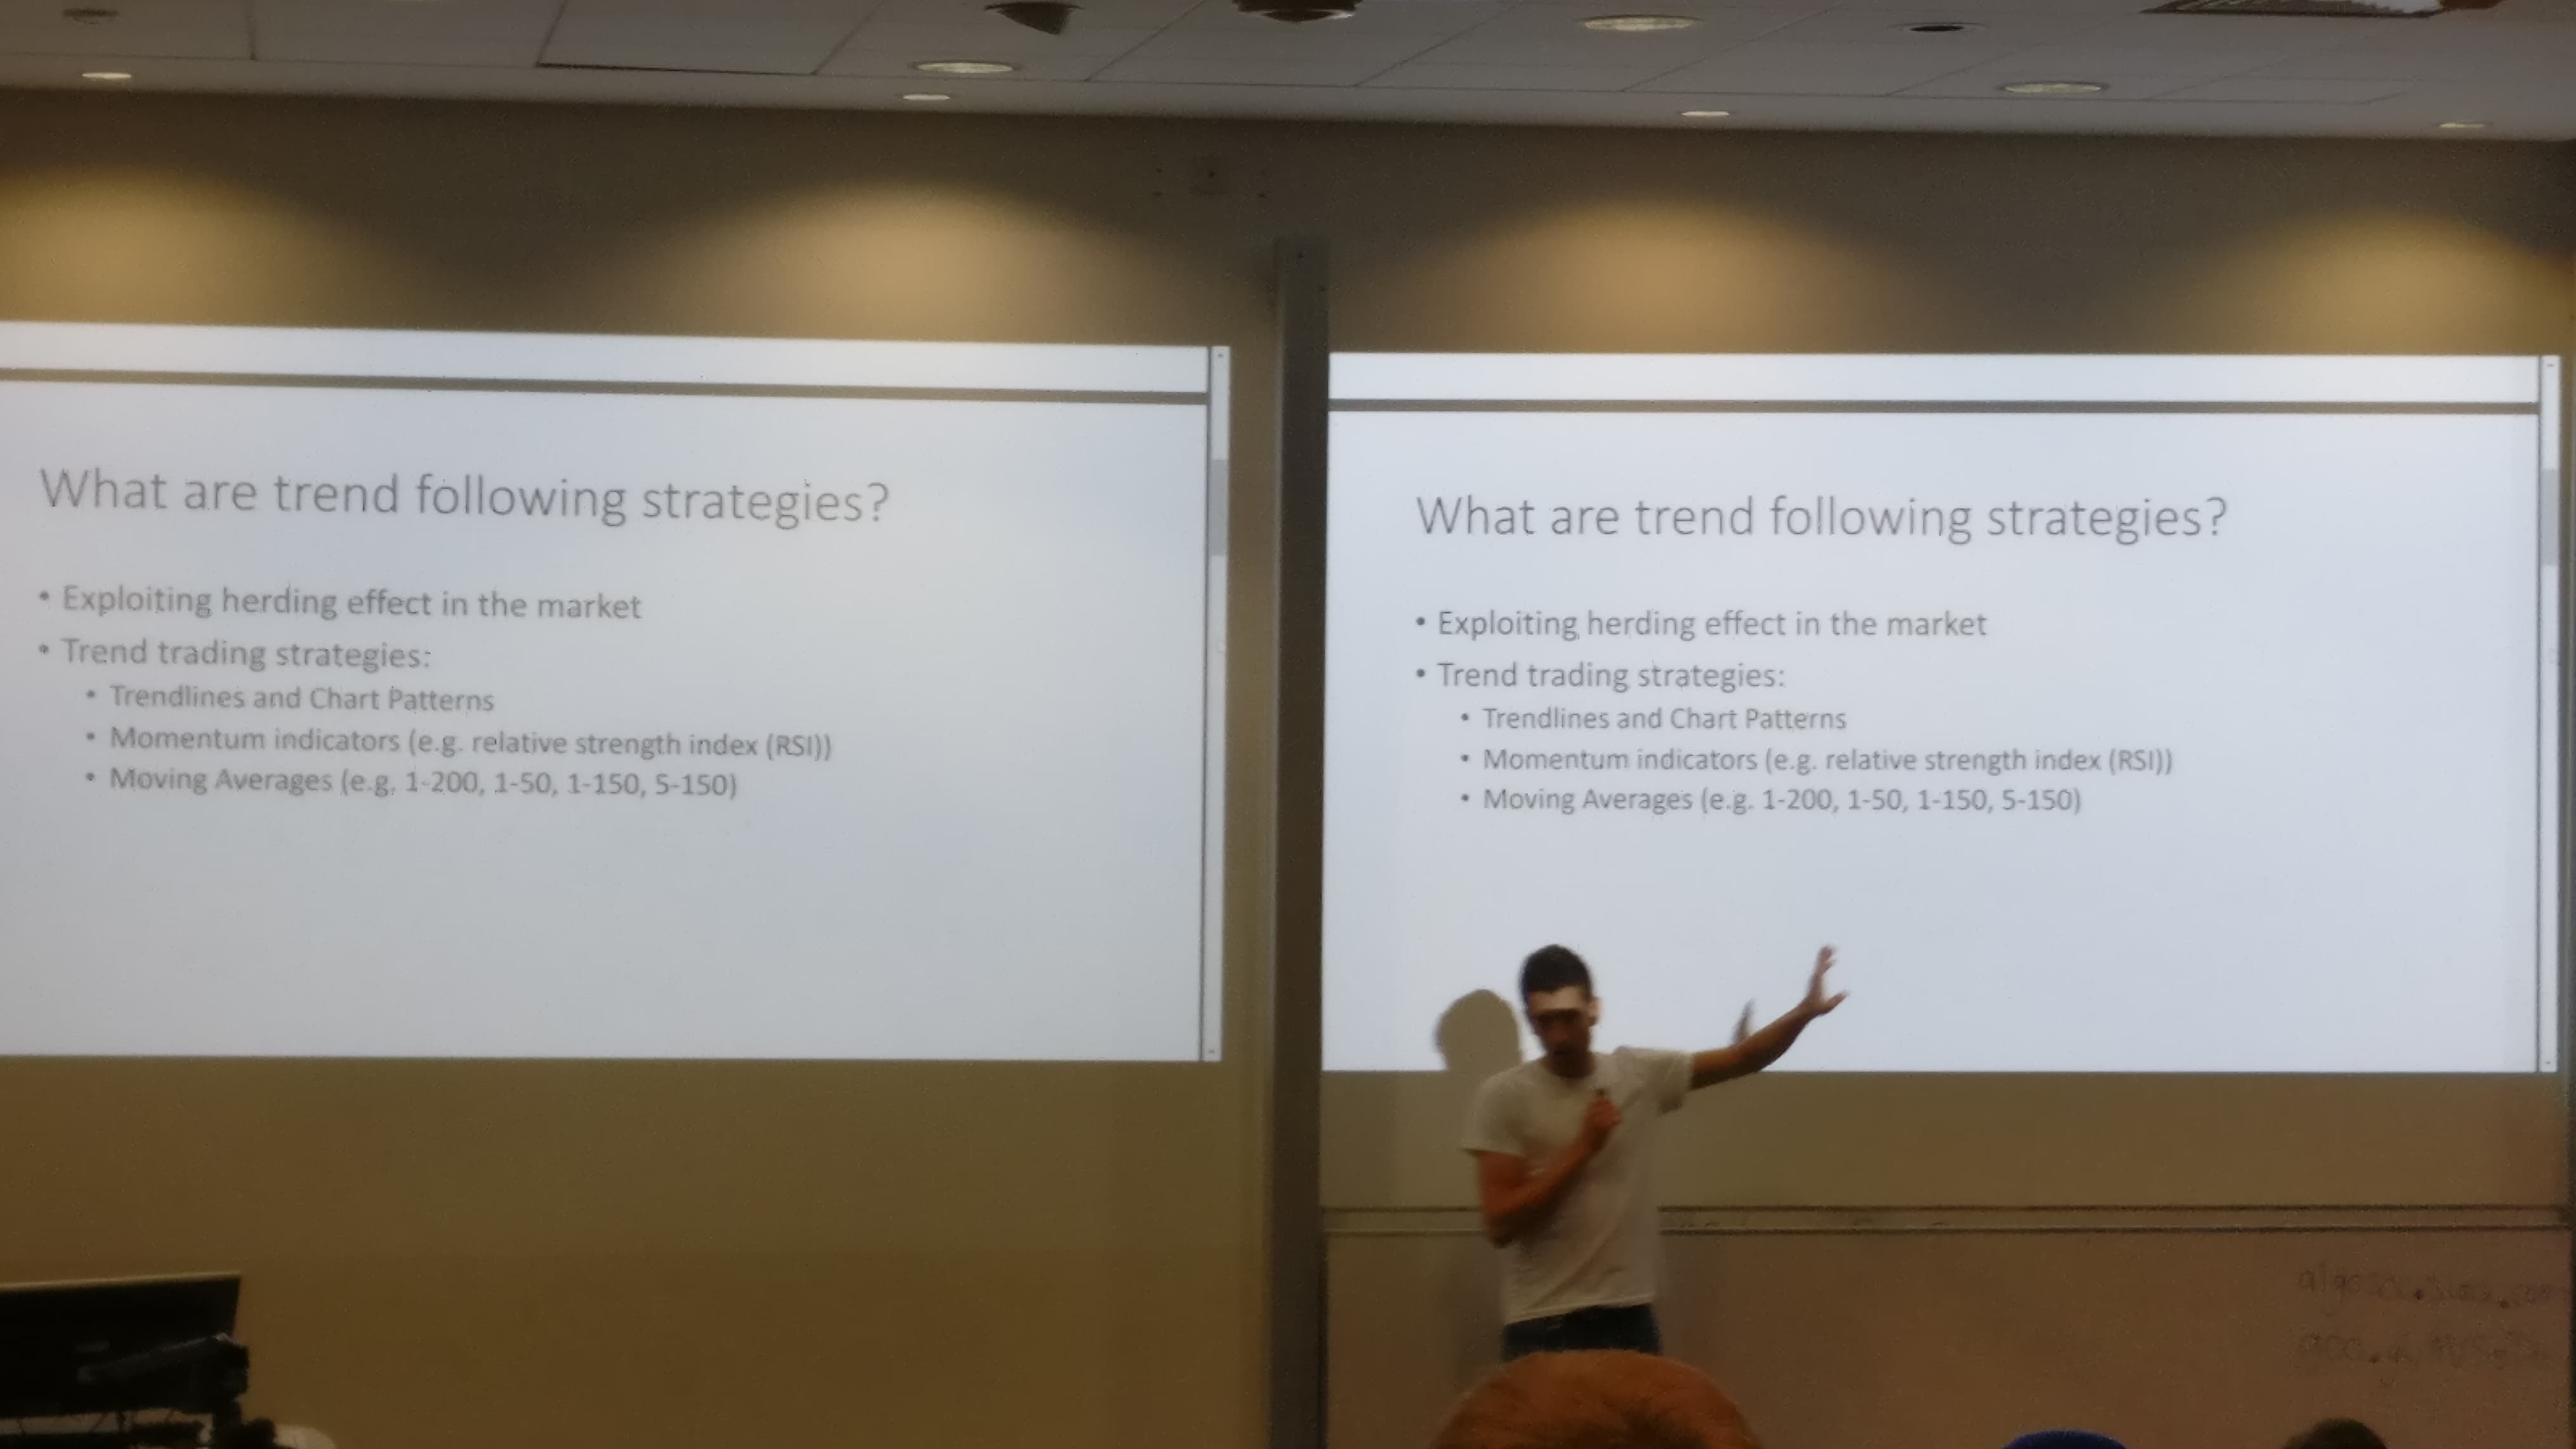 What are trend following strategies?
• Exploiting herding effect in the market
• Trend trading strategies:
• Trendlines and Chart Patterns
• Momentum indicators (e.g. relative strength index (RSI))
• Moving Averages (e.g. 1-200, 1-50, 1-150, 5-150)
What are trend following strategies?
• Exploiting herding effect in the market
• Trend trading strategies:
• Trendlines and Chart Patterns
• Momentum indicators (e.g. relative strength index (RSI))
• Moving Averages (e.g. 1-200, 1-50, 1-150, 5-150)